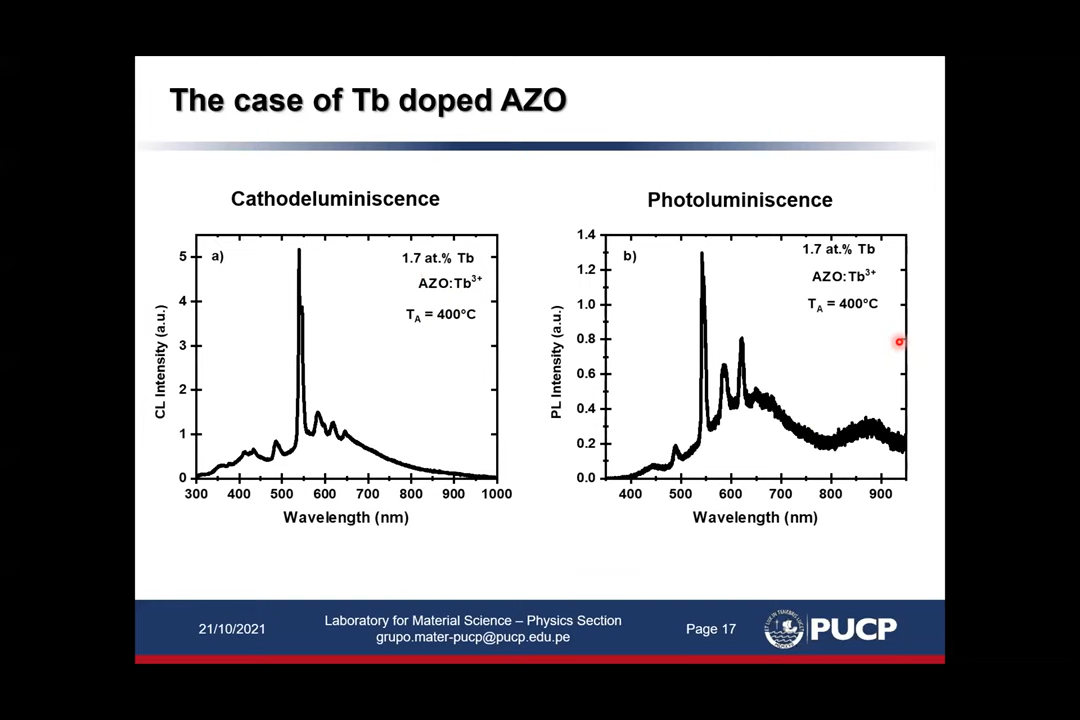 The case of Tb doped AZO
Cathodeluminiscence
a)
1.7 at.% Tb
AZO:Tb3+
TA = 400°C
CL Intensity (a.u.)
5
4
3
2
1
0
300 400 500 600 700 800 900 1000
Wavelength (nm)
Photoluminiscence
b)
1.7 at.% Tb
AZO:Tb3+
TA = 400°C
PL Intensity (a.u.)
1.4
1.2
1.0
0.8
0.6
0.4
0.2
0.0
400 500 600 700 800 900
Wavelength (nm)
21/10/2021
Laboratory for Material Science – Physics Section
grupo.mater-pucp@pucp.edu.pe
Page 17
PUCP